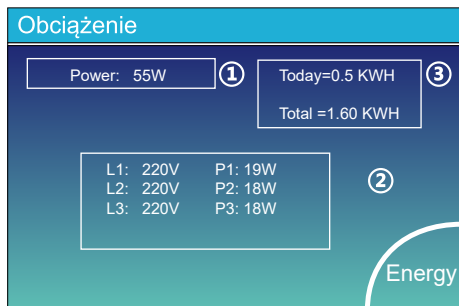 Obciążenie
Power: 55W ①
Today=0.5 KWH ③
Total =1.60 KWH
L1: 220V P1: 19W
L2: 220V P2: 18W ②
L3: 220V P3: 18W
Energy